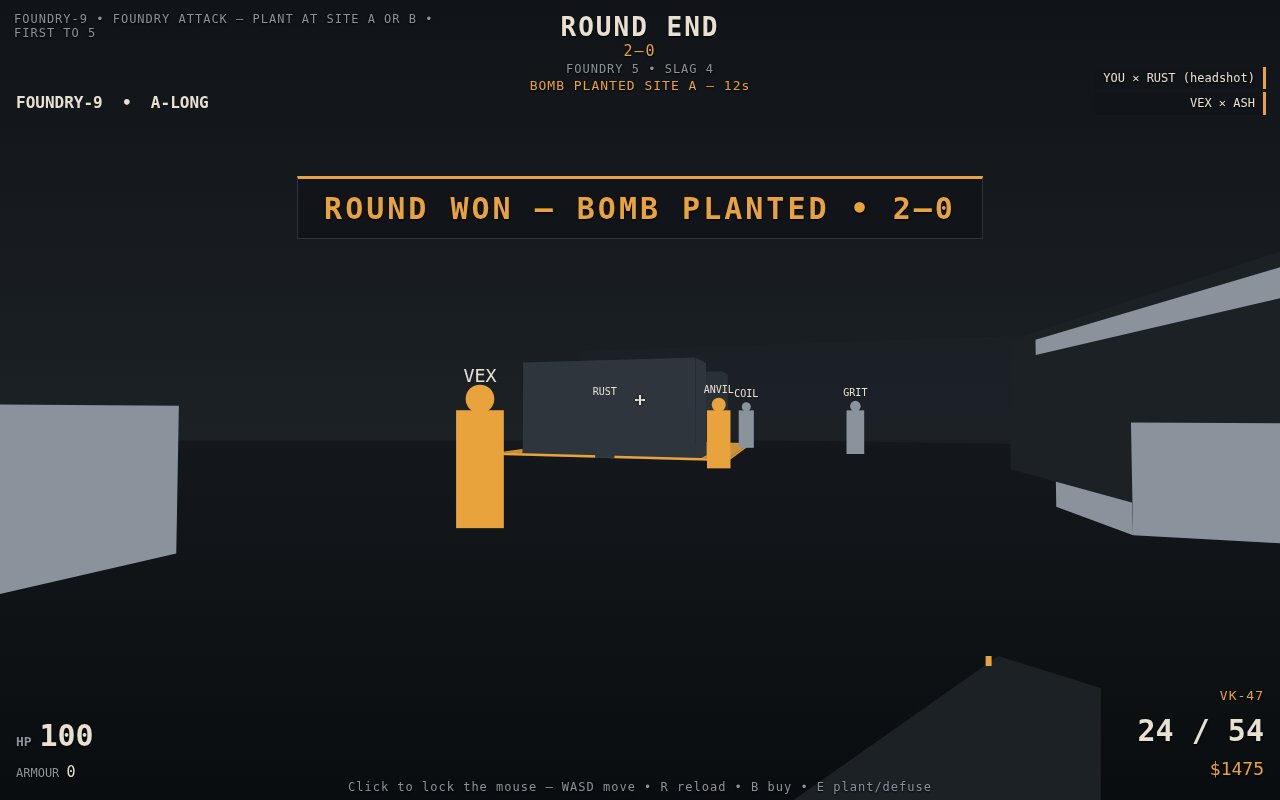 FOUNDRY-9 • FOUNDRY ATTACK — PLANT AT SITE A OR B •
FIRST TO 5
ROUND END
2—0
FOUNDRY 5 • SLAG 4
BOMB PLANTED SITE A — 12s
YOU × RUST (headshot)
VEX × ASH
FOUNDRY-9 • A-LONG
ROUND WON — BOMB PLANTED • 2—0
VEX
RUST
ANVIL
COIL
GRIT
VK-47
24 / 54
$1475
HP 100
ARMOUR 0
Click to lock the mouse — WASD move • R reload • B buy • E plant/defuse